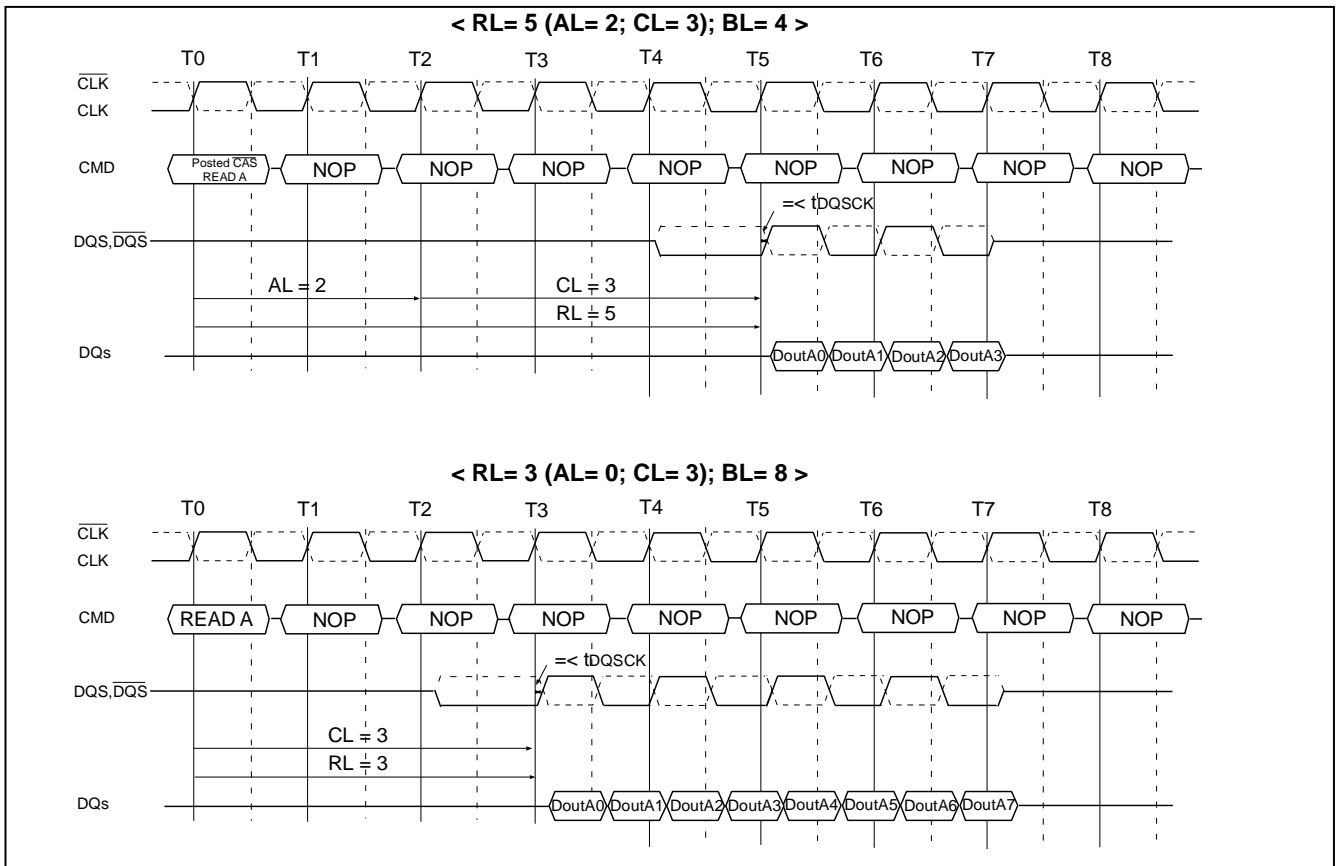 < RL= 5 (AL= 2; CL= 3); BL= 4 >
T0 T1 T2 T3 T4 T5 T6 T7 T8
CLK
CLK
CMD
Posted CAS
READ A
NOP NOP NOP NOP NOP NOP NOP NOP
=< tDQSCK
DQS,DQS
AL = 2 CL = 3
RL = 5
DQs
DoutA0 DoutA1 DoutA2 DoutA3
< RL= 3 (AL= 0; CL= 3); BL= 8 >
T0 T1 T2 T3 T4 T5 T6 T7 T8
CLK
CLK
CMD READ A NOP NOP NOP NOP NOP NOP NOP NOP
=< tDQSCK
DQS,DQS
CL = 3
RL = 3
DQs
DoutA0 DoutA1 DoutA2 DoutA3 DoutA4 DoutA5 DoutA6 DoutA7